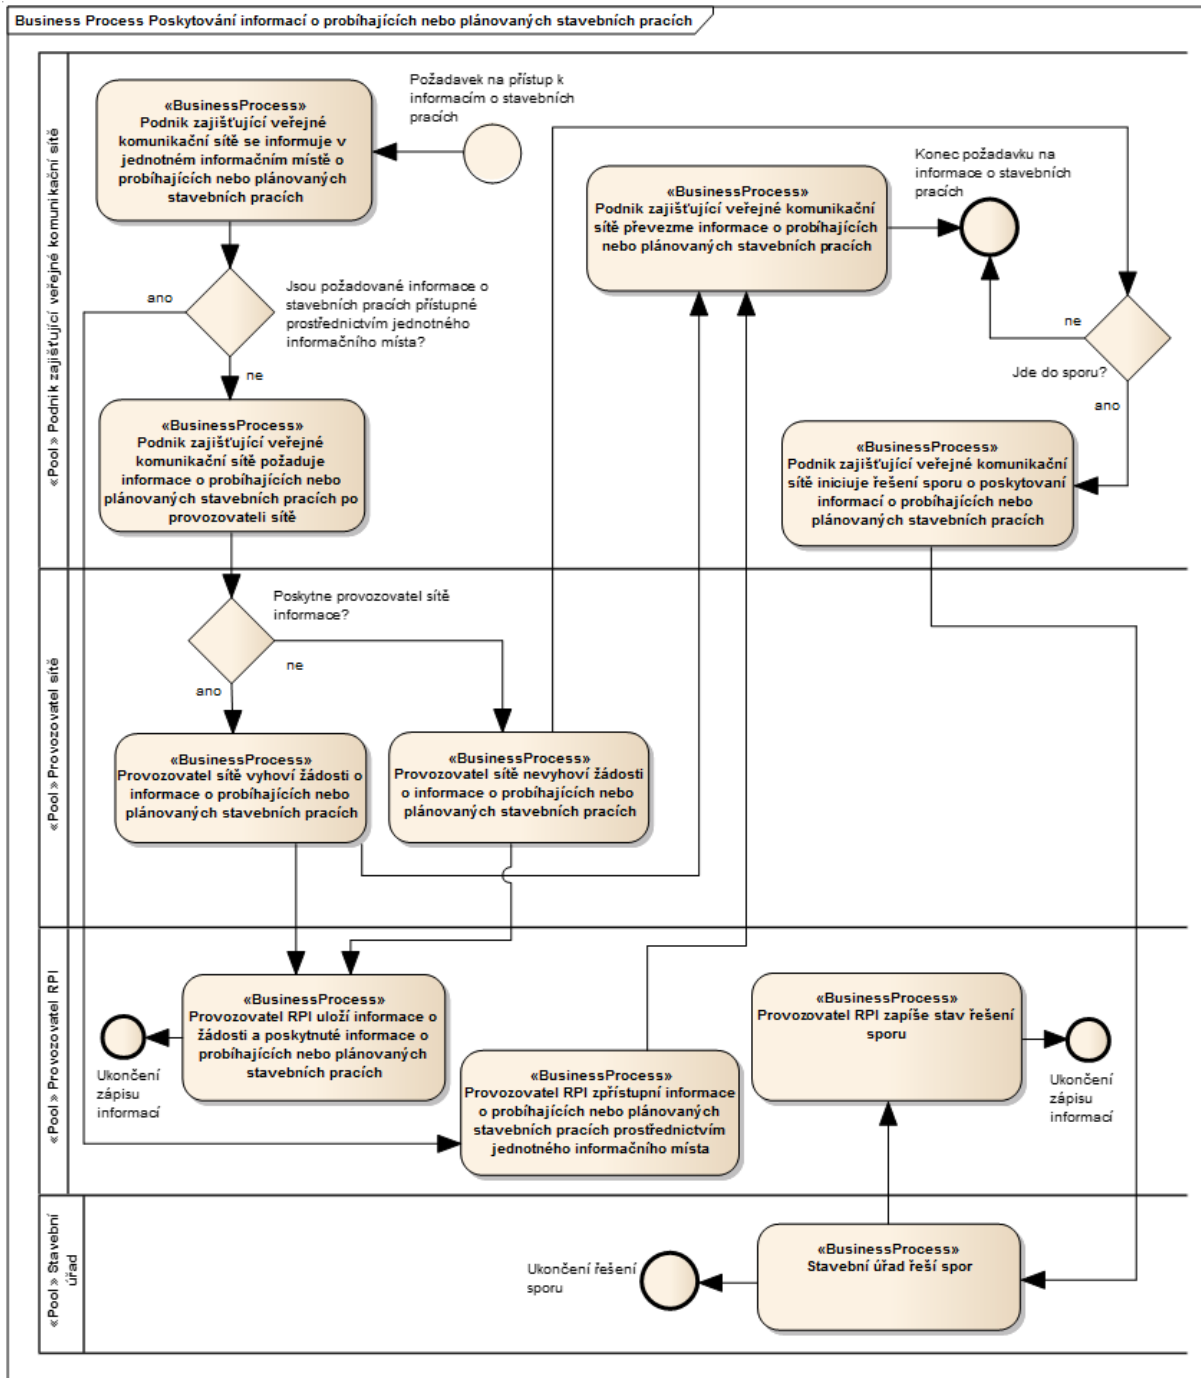 Business Process Poskytování informací o probíhajících nebo plánovaných stavebních pracích
«Pool» Podnik zajišťující veřejné komunikační sítě
«BusinessProcess»
Podnik zajišťující veřejné
komunikační sítě se informuje v
jednotném informačním místě o
probíhajících nebo plánovaných
stavebních pracích
Požadavek na přístup k
informacím o stavebních
pracích
ano
Jsou požadované informace o
stavebních pracích přístupné
prostřednictvím jednotného
informačního místa?
ne
«BusinessProcess»
Podnik zajišťující veřejné
komunikační sítě požaduje
informace o probíhajících nebo
plánovaných stavebních pracích po
provozovateli sítě
«BusinessProcess»
Podnik zajišťující veřejné komunikační
sítě převezme informace o probíhajících
nebo plánovaných stavebních pracích
Konec požadavku na
informace o stavebních
pracích
ne
Jde do sporu?
ano
«BusinessProcess»
Podnik zajišťující veřejné komunikační
sítě iniciuje řešení sporu o poskytovaní
informací o probíhajících nebo
plánovaných stavebních pracích
«Pool» Provozovatel sítě
Poskytne provozovatel sítě
informace?
ne
ano
«BusinessProcess»
Provozovatel sítě vyhoví žádosti o
informace o probíhajících nebo
plánovaných stavebních pracích
«BusinessProcess»
Provozovatel sítě nevyhoví žádosti
o informace o probíhajících nebo
plánovaných stavebních pracích
«Pool» Provozovatel RPI
«BusinessProcess»
Provozovatel RPI uloží informace o
žádosti a poskytnuté informace o
probíhajících nebo plánovaných
stavebních pracích
Ukončení
zápisu
informací
«BusinessProcess»
Provozovatel RPI zpřístupní informace
o probíhajících nebo plánovaných
stavebních pracích prostřednictvím
jednotného informačního místa
«BusinessProcess»
Provozovatel RPI zapíše stav řešení
sporu
Ukončení
zápisu
informací
«Pool» Stavební
úřad
Ukončení řešení
sporu
«BusinessProcess»
Stavební úřad řeší spor